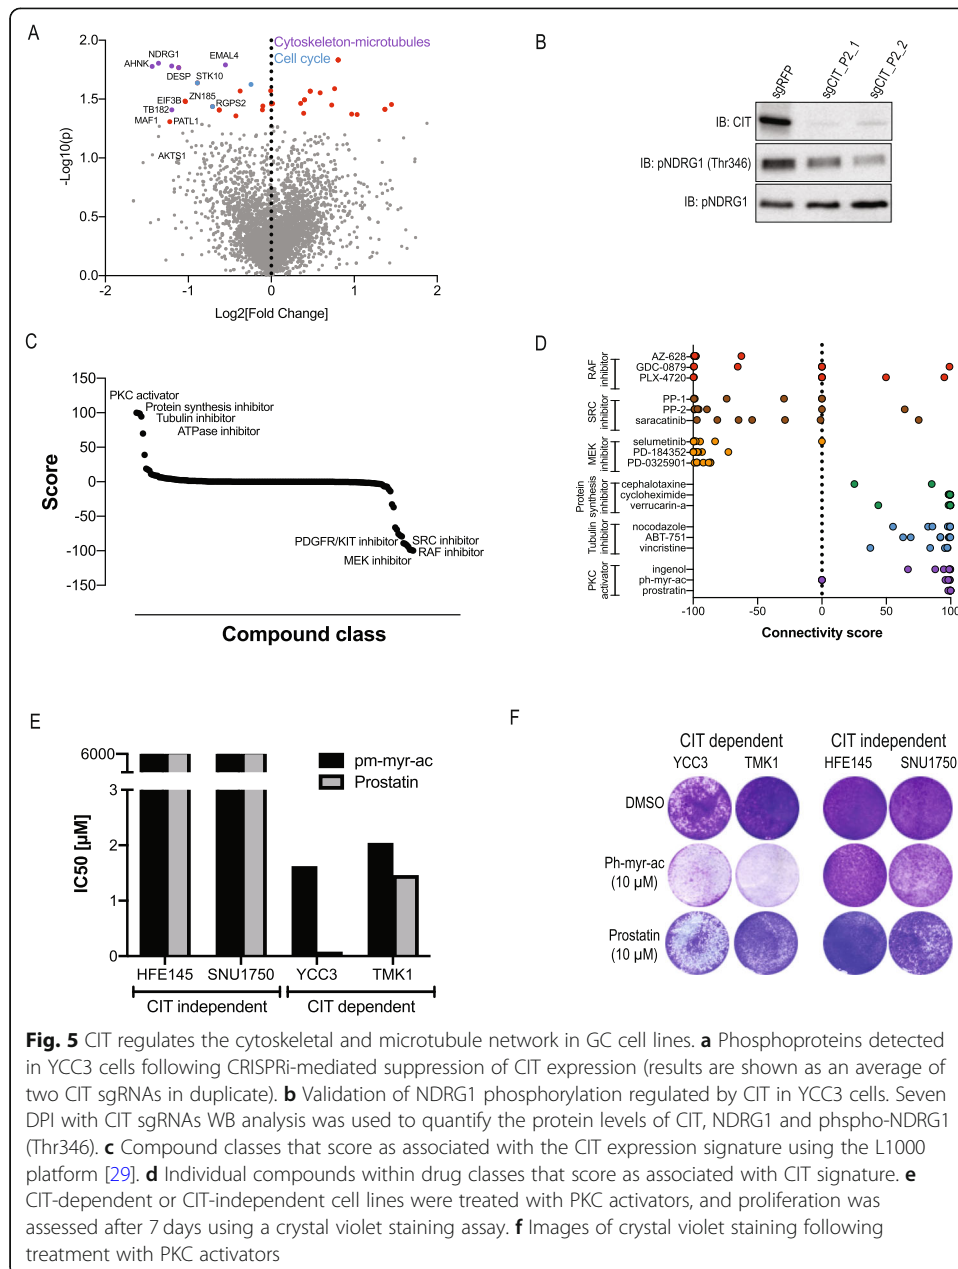 A
2.0
1.5
1.0
0.5
0.0
-Log10(p)
-2
-1
0
1
2
Log2[Fold Change]
Cytoskeleton-microtubules
Cell cycle
NDRG1
AHNK
EMAL4
DESP
STK10
EIF3B
ZN185
TB182
RGPS2
MAF1
PATL1
AKTS1
B
sgRFP
sgCIT_P2_1
sgCIT_P2_2
IB: CIT
IB: pNDRG1 (Thr346)
IB: pNDRG1
C
150
100
50
0
-50
-100
-150
Score
PKC activator
Protein synthesis inhibitor
Tubulin inhibitor
ATPase inhibitor
PDGFR/KIT inhibitor
SRC inhibitor
RAF inhibitor
MEK inhibitor
Compound class
D
RAF
inhibitor
AZ-628
GDC-0879
PLX-4720
SRC
inhibitor
PP-1
PP-2
saracatinib
MEK
inhibitor
selumetinib
PD-184352
PD-0325901
Protein
synthesis
inhibitor
cephalotaxine
cycloheximide
verrucarin-a
Tubulin
inhibitor
nocodazole
ABT-751
vincristine
PKC
activator
ingenol
ph-myr-ac
prostratin
-100
-50
0
50
100
Connectivity score
E
6000
3
2
1
0
IC50 [µM]
pm-myr-ac
Prostatin
HFE145
SNU1750
YCC3
TMK1
CIT independent
CIT dependent
F
CIT dependent
CIT independent
YCC3
TMK1
HFE145
SNU1750
DMSO
Ph-myr-ac
(10 µM)
Prostatin
(10 µM)
Fig. 5 CIT regulates the cytoskeletal and microtubule network in GC cell lines. a Phosphoproteins detected
in YCC3 cells following CRISPRi-mediated suppression of CIT expression (results are shown as an average of
two CIT sgRNAs in duplicate). b Validation of NDRG1 phosphorylation regulated by CIT in YCC3 cells. Seven
DPI with CIT sgRNAs WB analysis was used to quantify the protein levels of CIT, NDRG1 and phspho-NDRG1
(Thr346). c Compound classes that score as associated with the CIT expression signature using the L1000
platform [29]. d Individual compounds within drug classes that score as associated with CIT signature. e
CIT-dependent or CIT-independent cell lines were treated with PKC activators, and proliferation was
assessed after 7 days using a crystal violet staining assay. f Images of crystal violet staining following
treatment with PKC activators